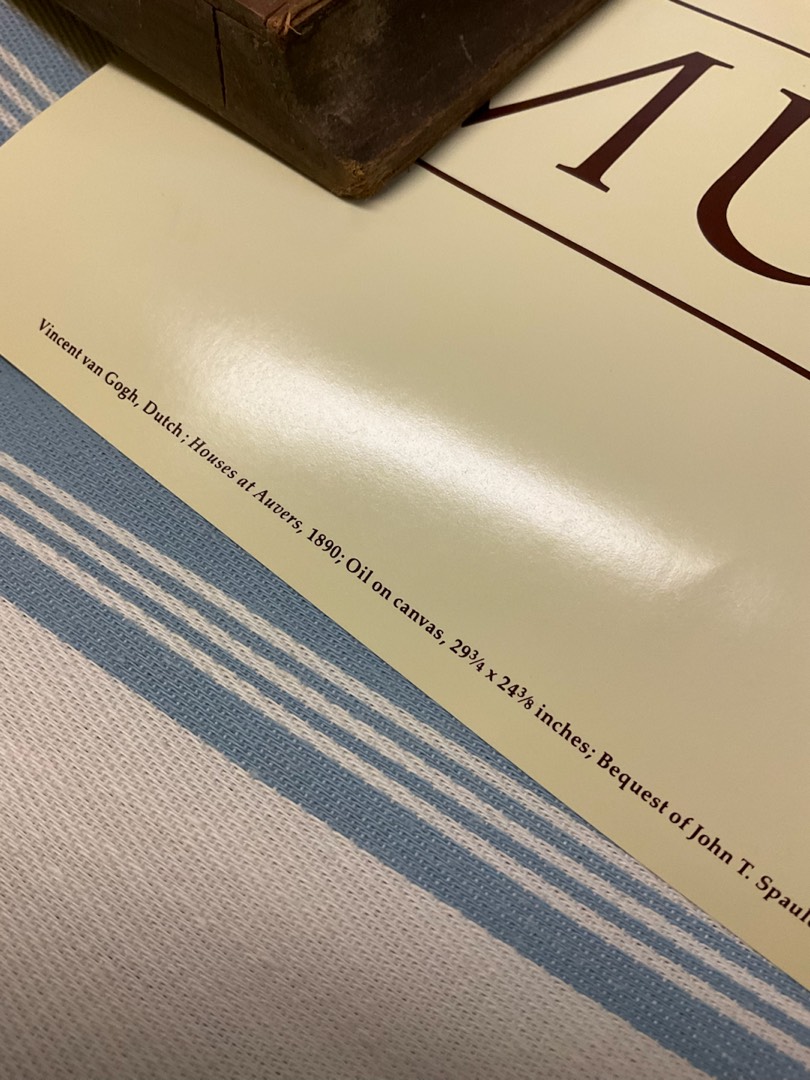 MU
Vincent van Gogh, Dutch ; Houses at Auvers, 1890; Oil on canvas, 29¾ x 24⅜ inches; Bequest of John T.